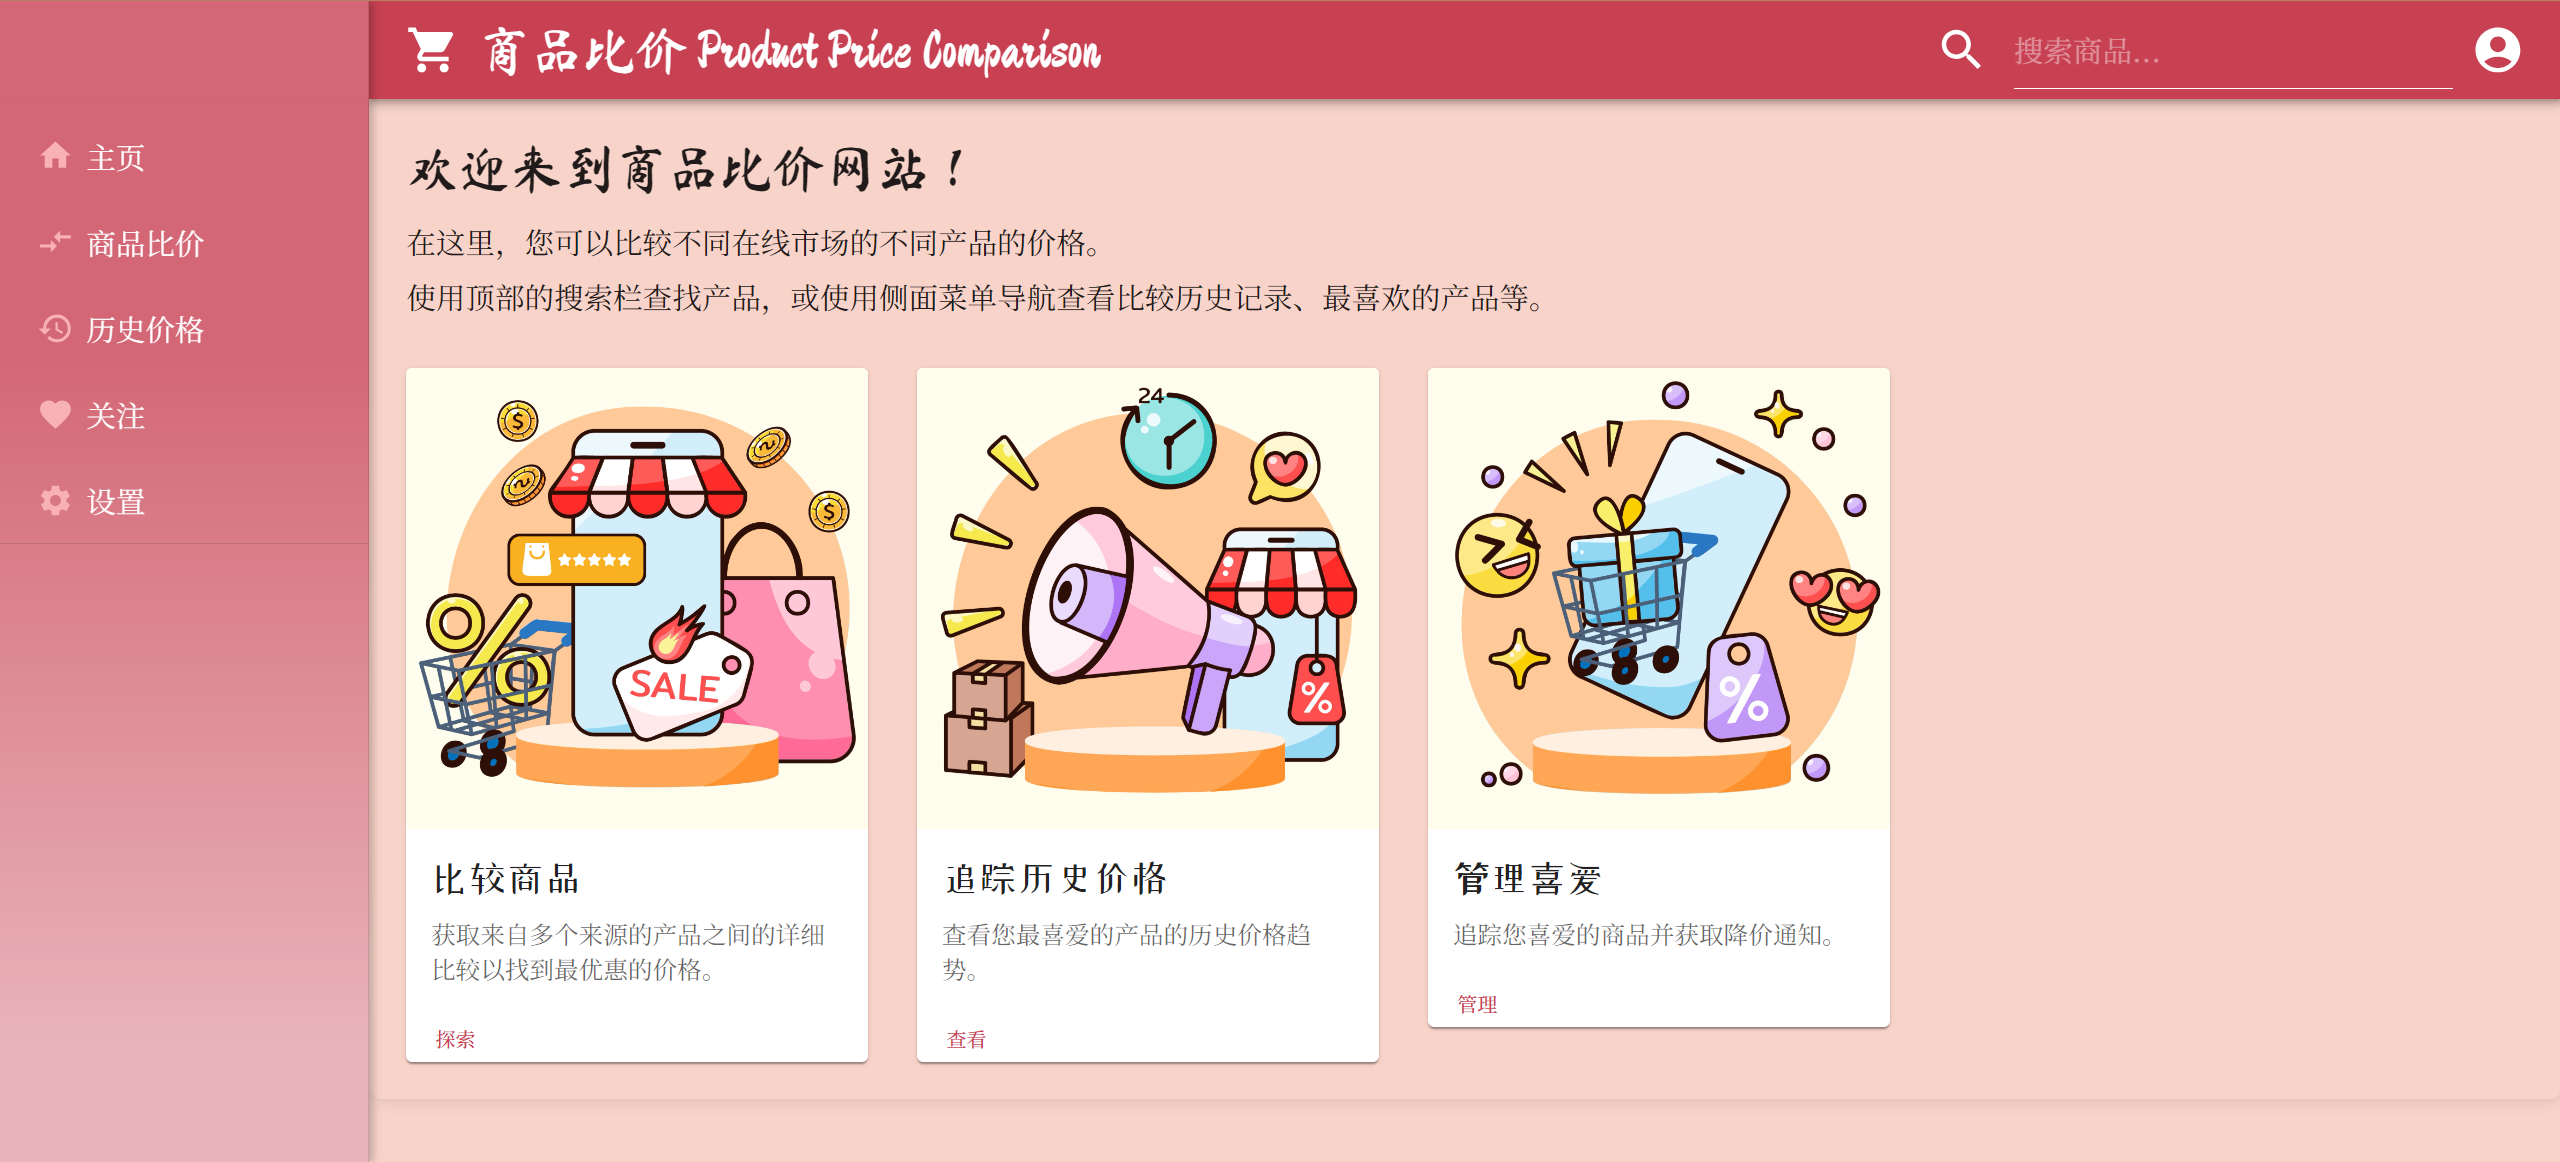 商品比价 Product Price Comparison
搜索商品...
主页
商品比价
历史价格
关注
设置
欢迎来到商品比价网站！
在这里，您可以比较不同在线市场的不同产品的价格。
使用顶部的搜索栏查找产品，或使用侧面菜单导航查看比较历史记录、最喜欢的产品等。
$
$
%
SALE
比较商品
获取来自多个来源的产品之间的详细
比较以找到最优惠的价格。
探索
24
%
追踪历史价格
查看您最喜爱的产品的历史价格趋
势。
查看
%
管理喜爱
追踪您喜爱的商品并获取降价通知。
管理